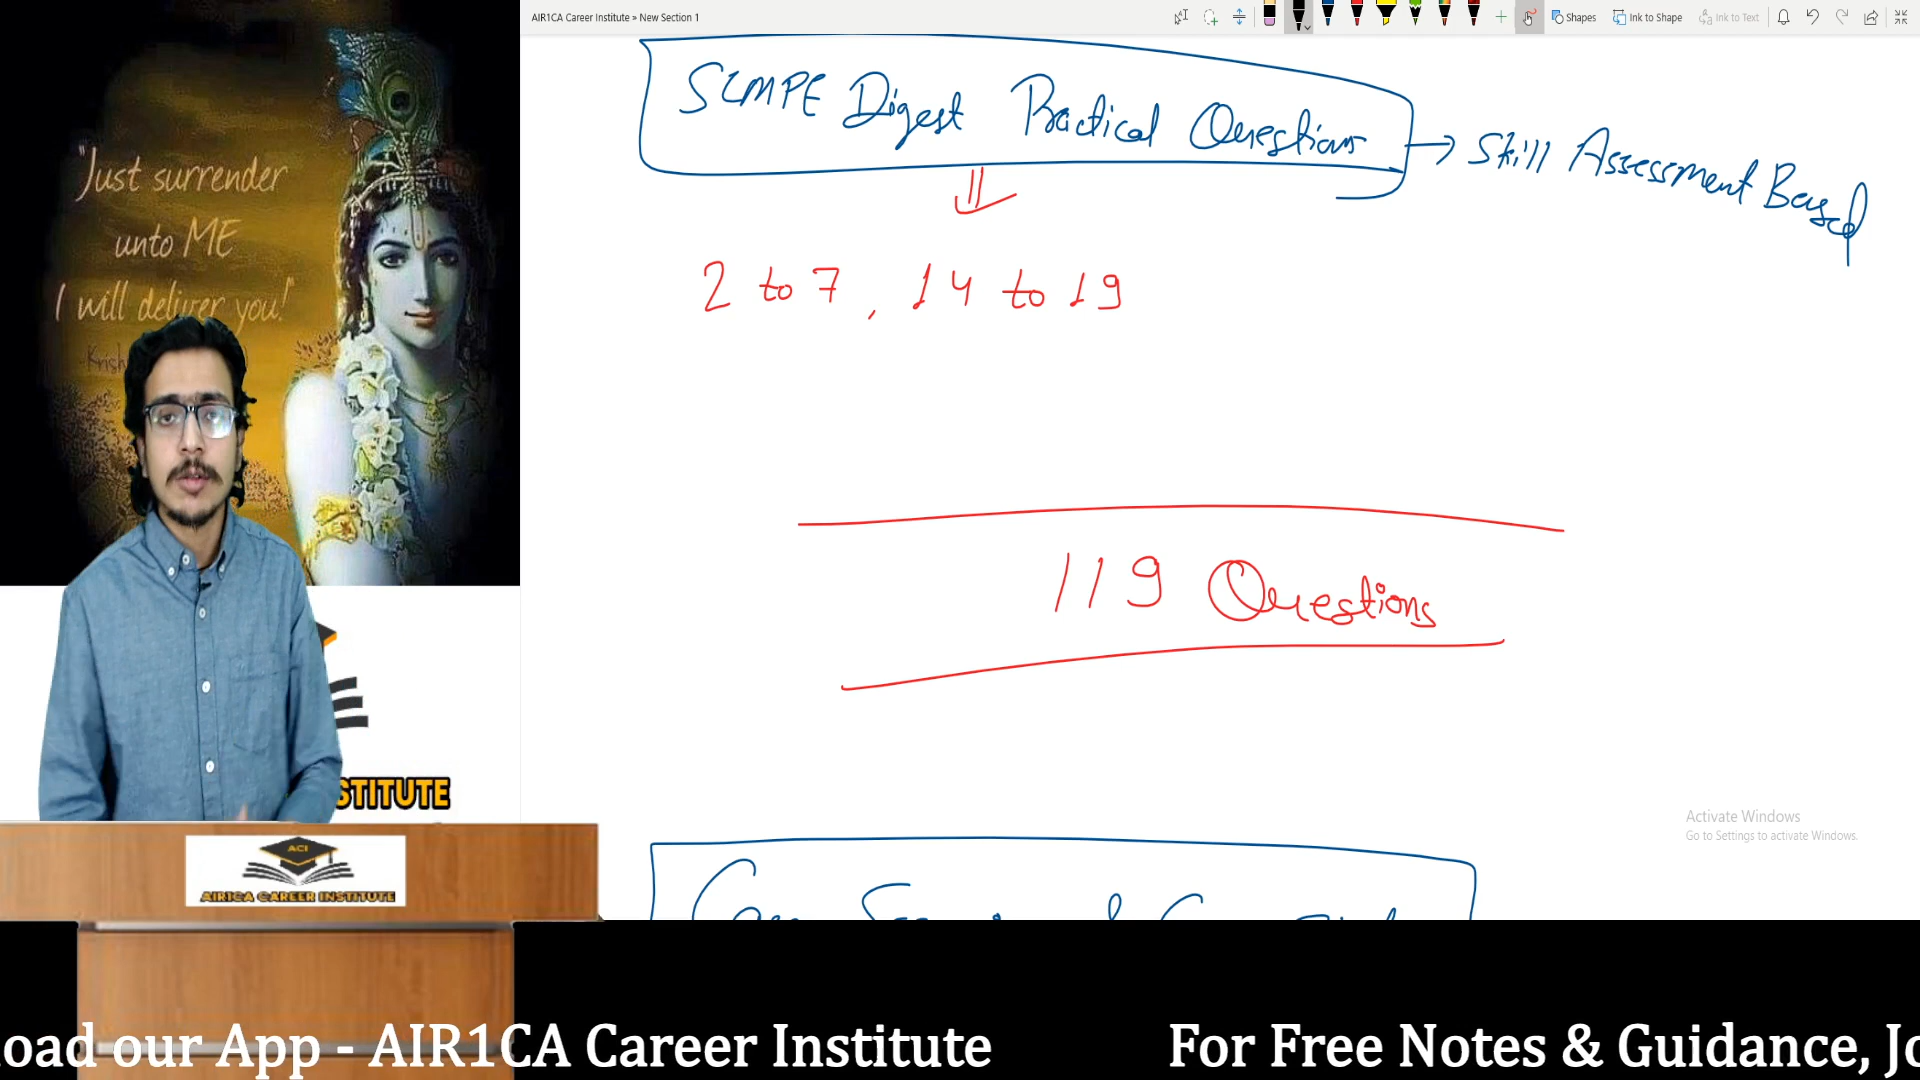 AIR1CA Career Institute » New Section 1
Shapes
Ink to Shape
Ink to Text
SCMPE Digest Practical Questions → Skill Assessment Based
2 to 7, 14 to 19
119 Questions
"Just surrender
unto ME
I will deliver you!"
STITUTE
ACI
AIR1CA CAREER INSTITUTE
Activate Windows
Go to Settings to activate Windows.
oad our App - AIR1CA Career Institute
For Free Notes & Guidance, Jo